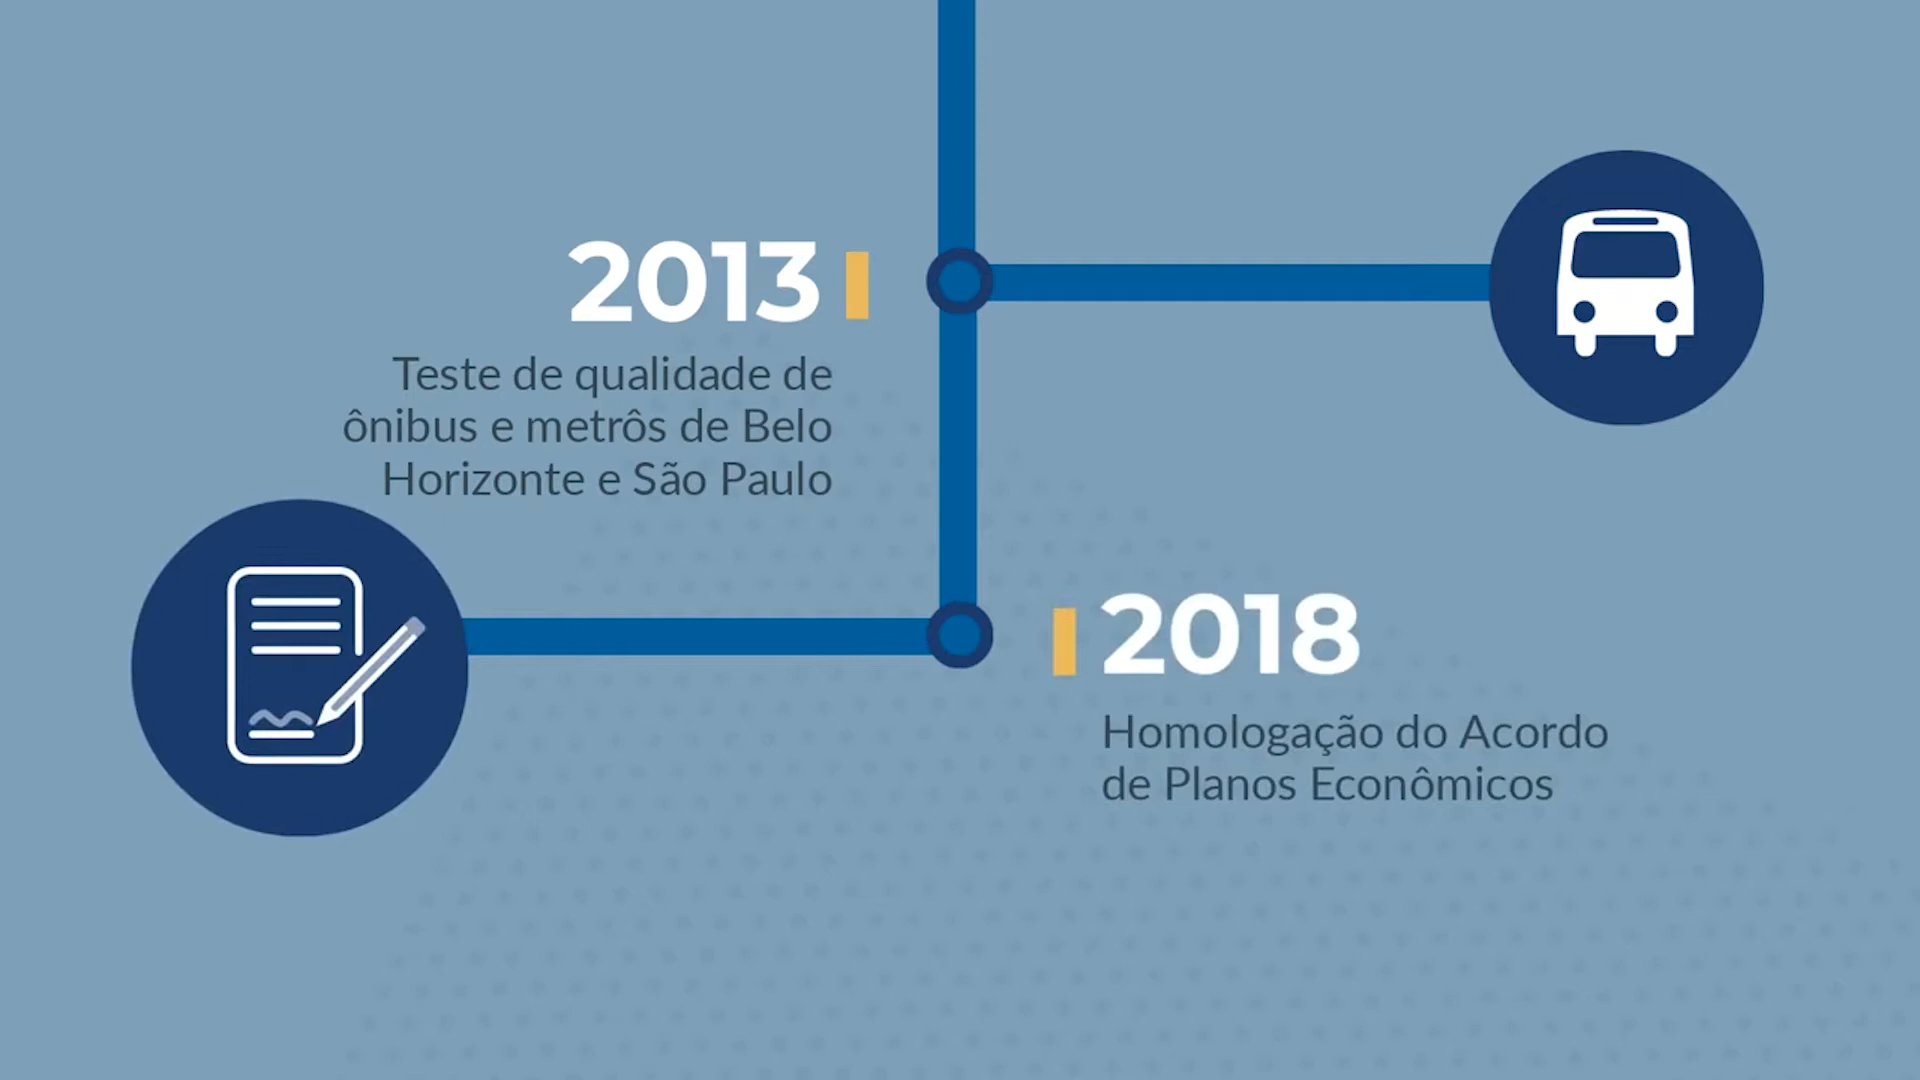 2013
Teste de qualidade de
ônibus e metrôs de Belo
Horizonte e São Paulo
2018
Homologação do Acordo
de Planos Econômicos